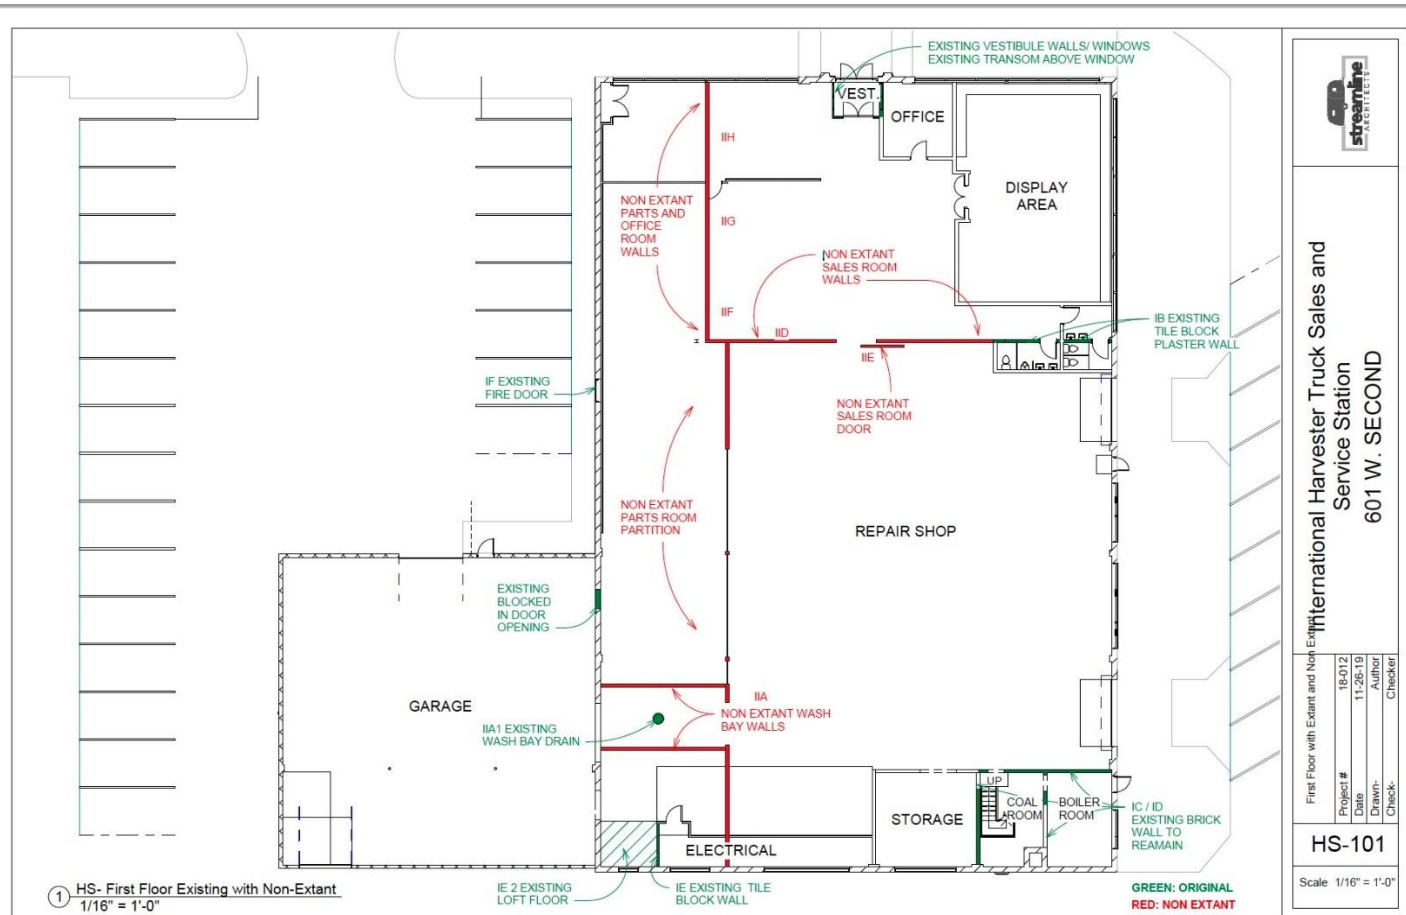 EXISTING VESTIBULE WALLS/ WINDOWS
EXISTING TRANSOM ABOVE WINDOW
VEST.
OFFICE
DISPLAY
AREA
IIH
NON EXTANT
PARTS AND
OFFICE
ROOM
WALLS
IIG
NON EXTANT
SALES ROOM
WALLS
IIF
IID
IIE
IB EXISTING
TILE BLOCK
PLASTER WALL
IF EXISTING
FIRE DOOR
NON EXTANT
SALES ROOM
DOOR
NON EXTANT
PARTS ROOM
PARTITION
REPAIR SHOP
EXISTING
BLOCKED
IN DOOR
OPENING
GARAGE
IIA
NON EXTANT WASH
BAY WALLS
IIA1 EXISTING
WASH BAY DRAIN
UP
COAL
ROOM
BOILER
ROOM
STORAGE
ELECTRICAL
IC / ID
EXISTING BRICK
WALL TO
REAMAIN
IE 2 EXISTING
LOFT FLOOR
IE EXISTING TILE
BLOCK WALL
GREEN: ORIGINAL
RED: NON EXTANT
1
HS- First Floor Existing with Non-Extant
1/16" = 1'-0"
streamline
ARCHITECTS
International Harvester Truck Sales and
Service Station
601 W. SECOND
First Floor with Extant and Non Extant
Project # 18-012
Date 11-26-19
Drawn- Author
Check- Checker
HS-101
Scale 1/16" = 1'-0"